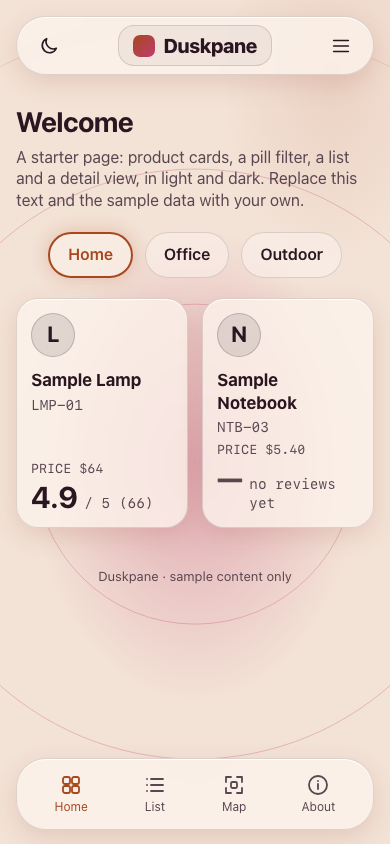 Duskpane
Welcome
A starter page: product cards, a pill filter, a list
and a detail view, in light and dark. Replace this
text and the sample data with your own.
Home
Office
Outdoor
L
Sample Lamp
LMP–01
PRICE $64
4.9 / 5 (66)
N
Sample
Notebook
NTB–03
PRICE $5.40
— no reviews
yet
Duskpane · sample content only
Home
List
Map
About